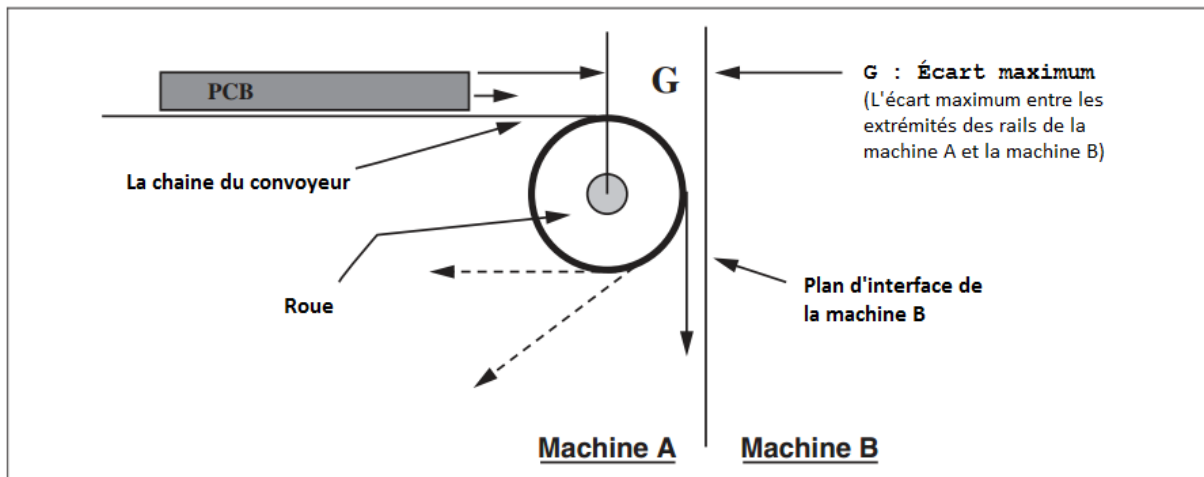 PCB
G
G : Écart maximum
(L'écart maximum entre les
extrémités des rails de la
machine A et la machine B)
La chaine du convoyeur
Roue
Plan d'interface de
la machine B
Machine A
Machine B